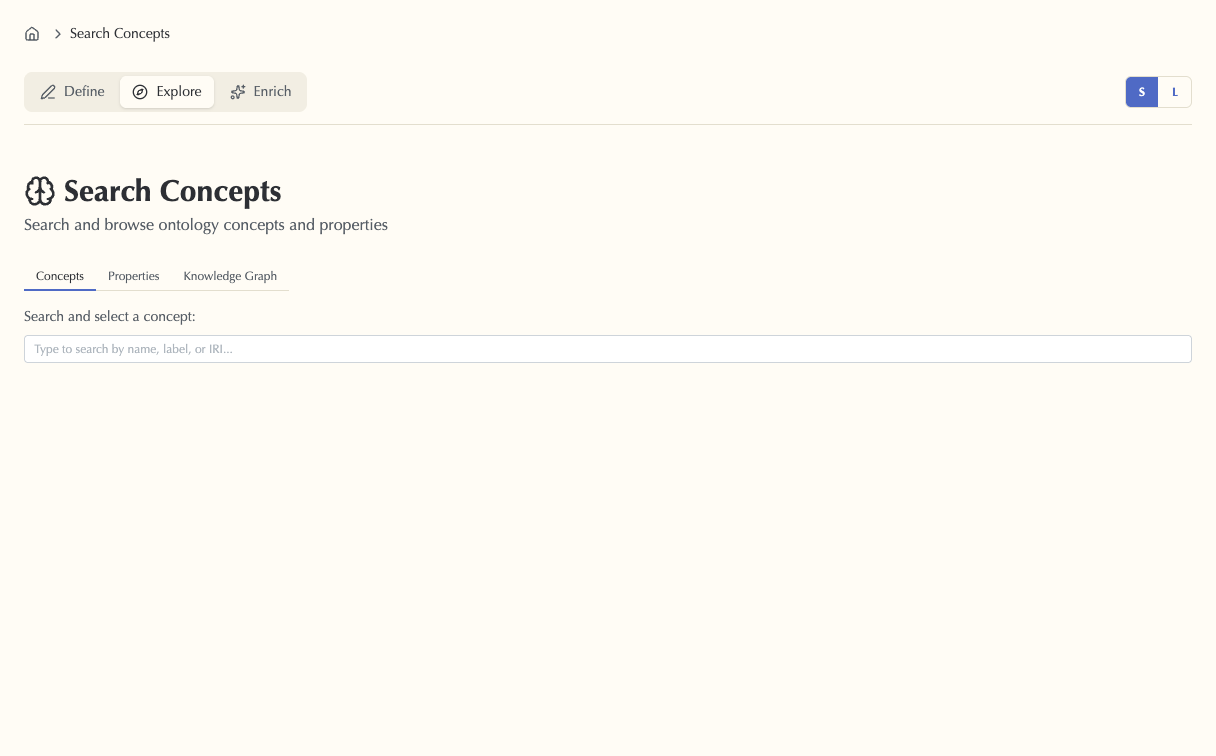 Search Concepts
Define Explore Enrich S L
Search Concepts
Search and browse ontology concepts and properties
Concepts Properties Knowledge Graph
Search and select a concept:
Type to search by name, label, or IRI...